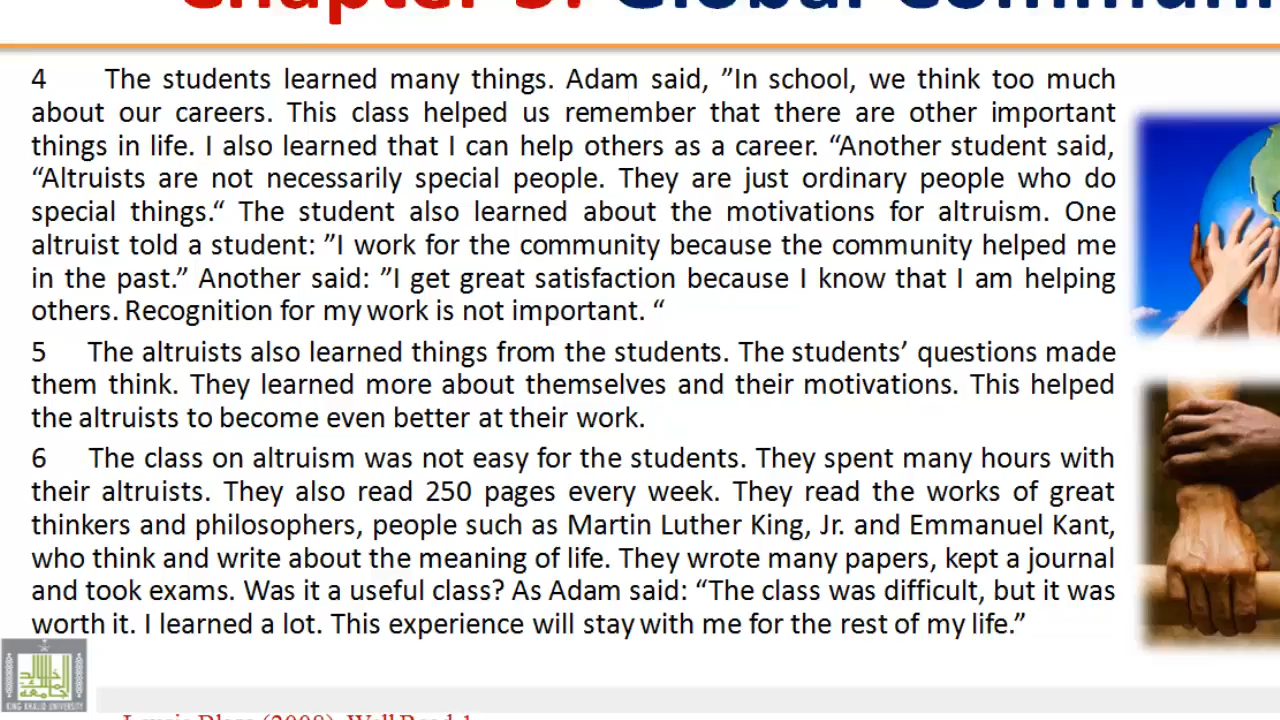 Chapter 5: Global Communi
4 The students learned many things. Adam said, ”In school, we think too much
about our careers. This class helped us remember that there are other important
things in life. I also learned that I can help others as a career. “Another student said,
“Altruists are not necessarily special people. They are just ordinary people who do
special things.“ The student also learned about the motivations for altruism. One
altruist told a student: ”I work for the community because the community helped me
in the past.” Another said: ”I get great satisfaction because I know that I am helping
others. Recognition for my work is not important. “
5 The altruists also learned things from the students. The students’ questions made
them think. They learned more about themselves and their motivations. This helped
the altruists to become even better at their work.
6 The class on altruism was not easy for the students. They spent many hours with
their altruists. They also read 250 pages every week. They read the works of great
thinkers and philosophers, people such as Martin Luther King, Jr. and Emmanuel Kant,
who think and write about the meaning of life. They wrote many papers, kept a journal
and took exams. Was it a useful class? As Adam said: “The class was difficult, but it was
worth it. I learned a lot. This experience will stay with me for the rest of my life.”
KING KHALID UNIVERSITY
(2008). Well Read 1